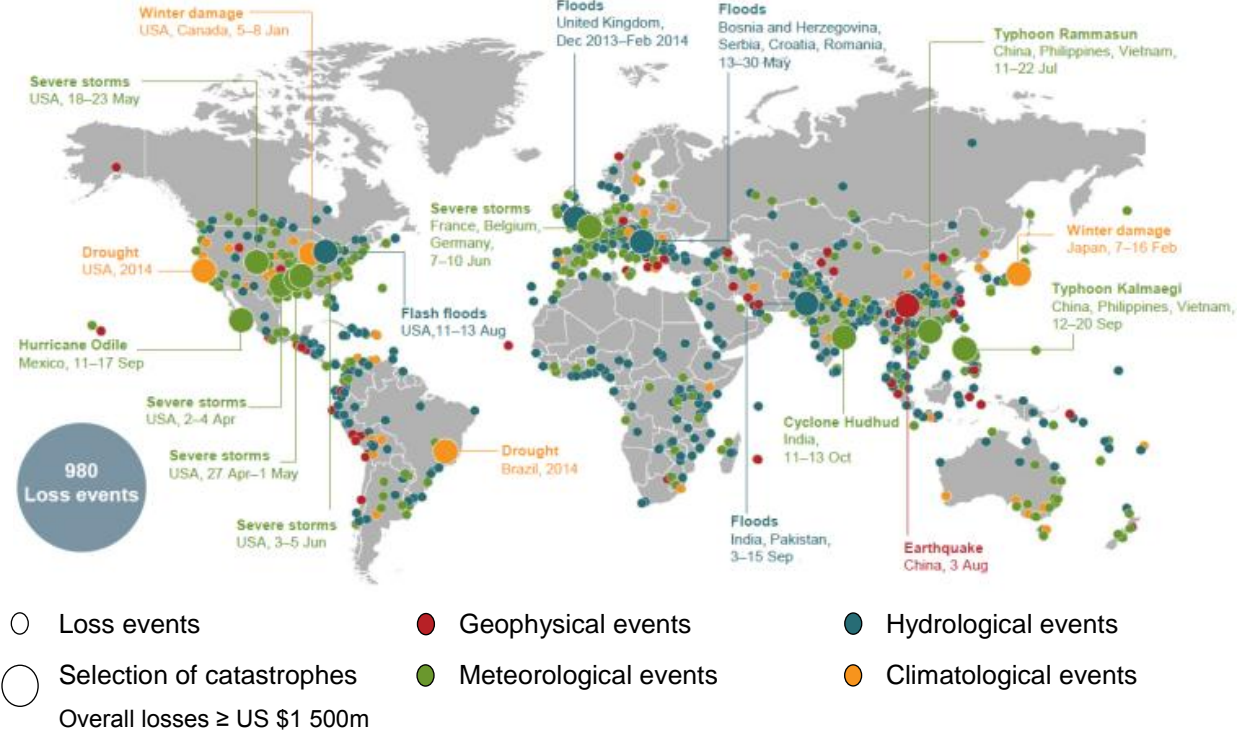 Winter damage
USA, Canada, 5–8 Jan
Floods
United Kingdom,
Dec 2013–Feb 2014
Floods
Bosnia and Herzegovina,
Serbia, Croatia, Romania,
13–30 May
Typhoon Rammasun
China, Philippines, Vietnam,
11–22 Jul
Severe storms
USA, 18–23 May
Severe storms
France, Belgium,
Germany,
7–10 Jun
Winter damage
Japan, 7–16 Feb
Drought
USA, 2014
Typhoon Kalmaegi
China, Philippines, Vietnam,
12–20 Sep
Flash floods
USA,11–13 Aug
Hurricane Odile
Mexico, 11–17 Sep
Severe storms
USA, 2–4 Apr
Cyclone Hudhud
India,
11–13 Oct
Severe storms
USA, 27 Apr–1 May
Drought
Brazil, 2014
980
Loss events
Severe storms
USA, 3–5 Jun
Floods
India, Pakistan,
3–15 Sep
Earthquake
China, 3 Aug
Loss events
Geophysical events
Hydrological events
Selection of catastrophes
Meteorological events
Climatological events
Overall losses ≥ US $1 500m